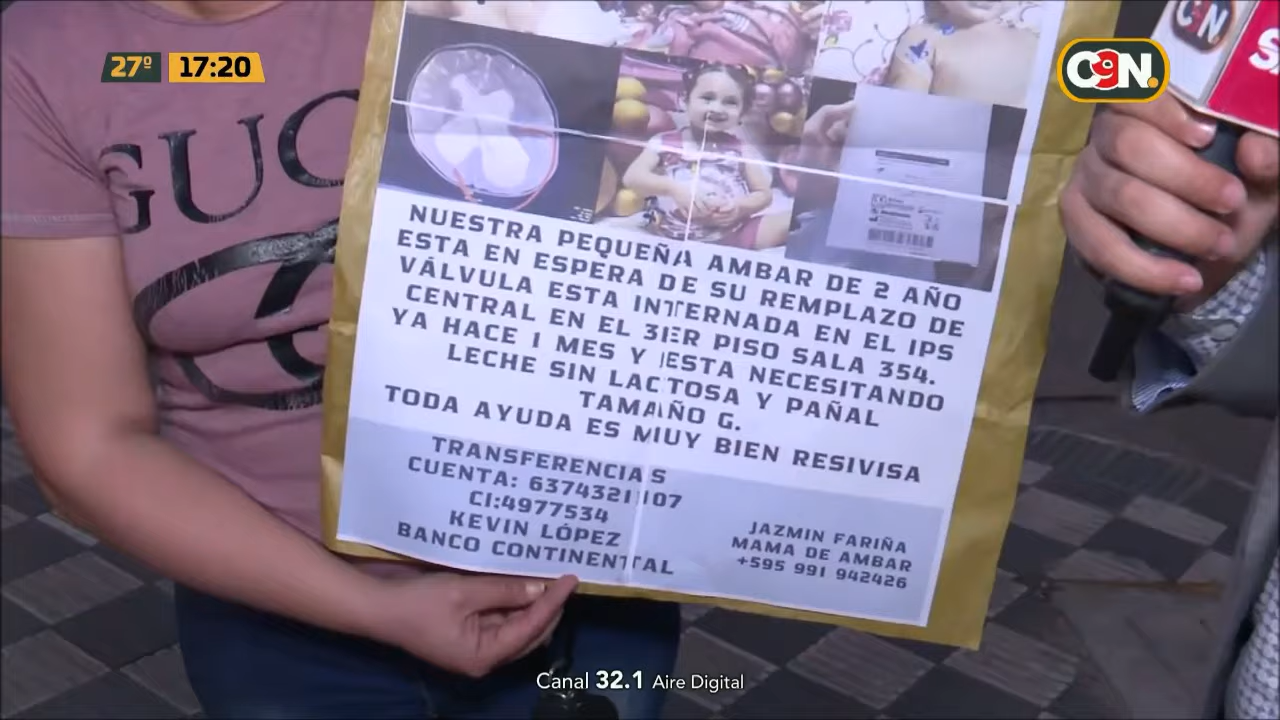 27º 17:20
C9N.
C9N
GUC
NUESTRA PEQUEÑA AMBAR DE 2 AÑO
ESTA EN ESPERA DE SU REMPLAZO DE
VÁLVULA ESTA INTERNADA EN EL IPS
CENTRAL EN EL 3ER PISO SALA 354.
YA HACE 1 MES Y ESTA NECESITANDO
LECHE SIN LACTOSA Y PAÑAL
TAMAÑO G.
TODA AYUDA ES MUY BIEN RESIVISA
TRANSFERENCIAS
CUENTA: 6374321107
CI:4977534
KEVIN LÓPEZ
BANCO CONTINENTAL
JAZMIN FARIÑA
MAMA DE AMBAR
+595 991 942426
Canal 32.1 Aire Digital